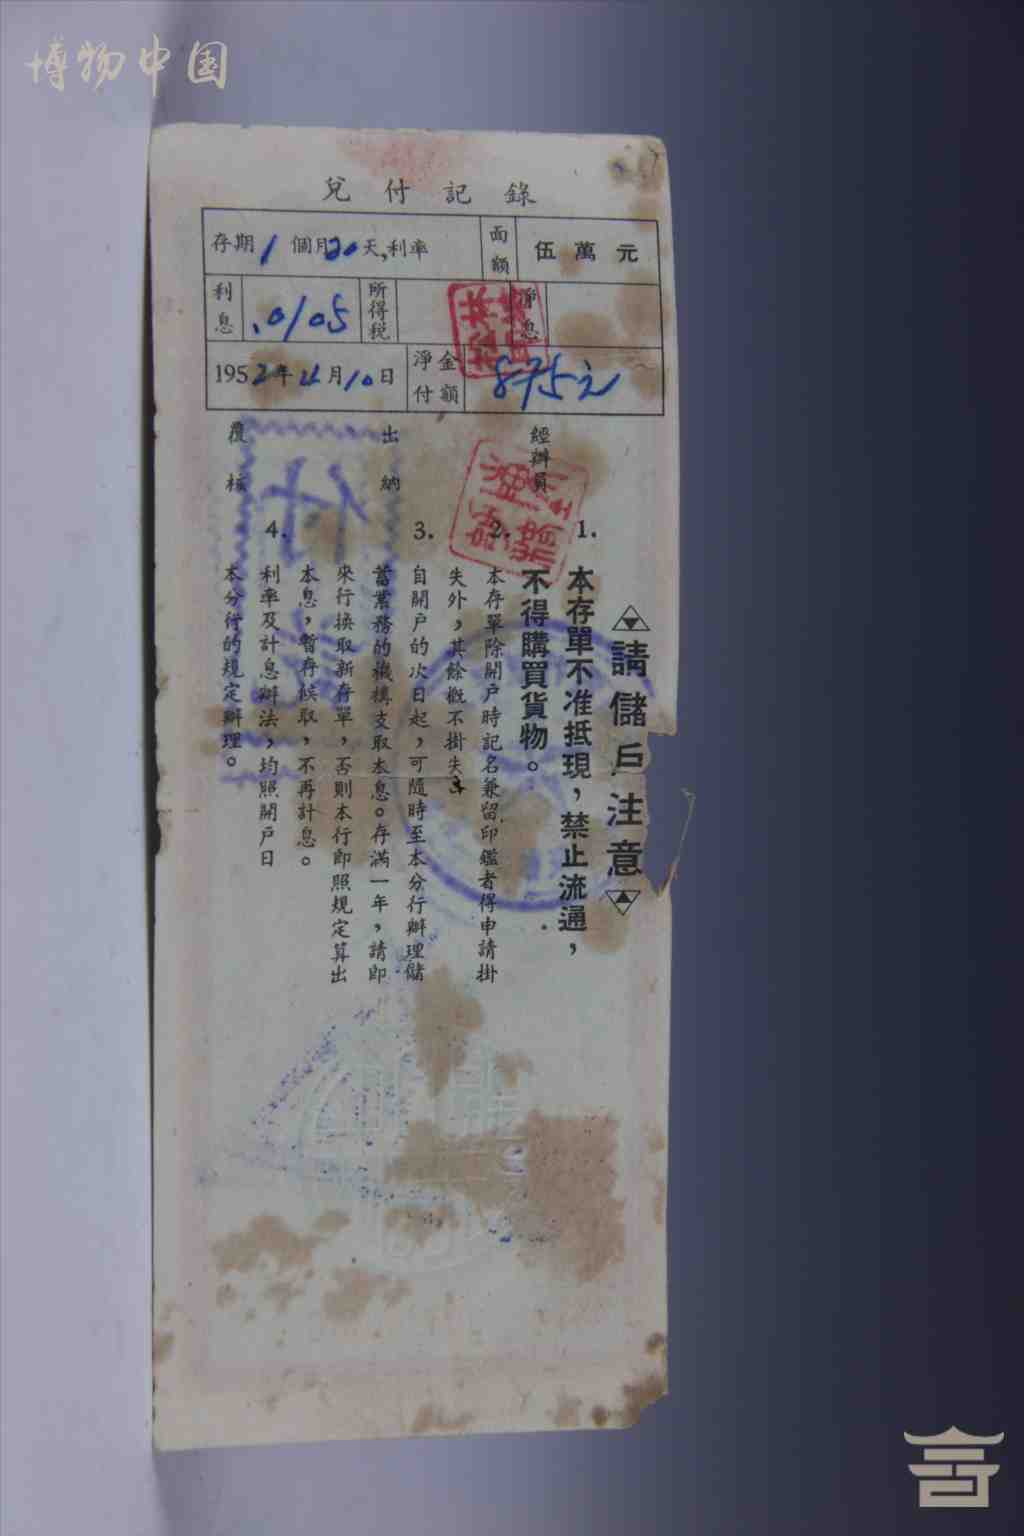 博物中国
兌付記錄
存期 1 個月 20 天,利率
面額 伍萬元
利息 .0105 所得稅 淨息
1952年4月10日 淨付金額 875元
覆核 出納 經辦員
請儲戶注意
1. 本存單不准抵現，禁止流通，
不得購買貨物。
2. 本存單除開戶時記名兼留印鑑者得申請掛
失外，其餘概不掛失。
3. 自開戶的次日起，可隨時至本分行辦理儲
蓄業務的機構支取本息。存滿一年，請即
來行換取新存單，否則本行即照規定算出
本息，暫存候取，不再計息。
4. 利率及計息辦法，均照開戶日
本分行的規定辦理。
付